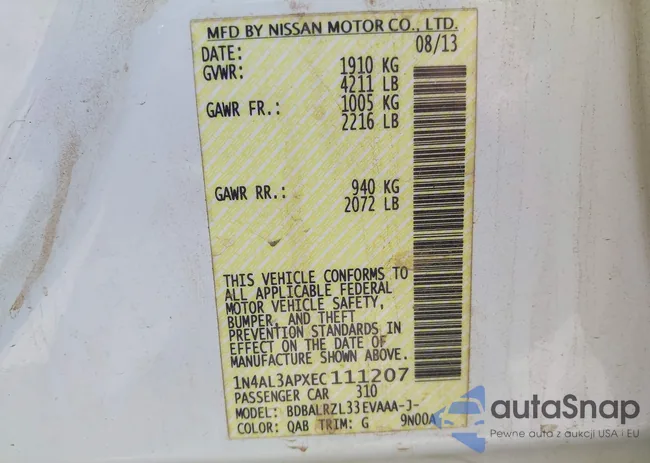 MFD BY NISSAN MOTOR CO., LTD.
DATE: 08/13
GVWR: 1910 KG
4211 LB
GAWR FR.: 1005 KG
2216 LB
GAWR RR.: 940 KG
2072 LB
THIS VEHICLE CONFORMS TO
ALL APPLICABLE FEDERAL
MOTOR VEHICLE SAFETY,
BUMPER, AND THEFT
PREVENTION STANDARDS IN
EFFECT ON THE DATE OF
MANUFACTURE SHOWN ABOVE.
1N4AL3APXEC111207
PASSENGER CAR 310
MODEL: BDBALRZL33EVAAA-J-
COLOR: QAB TRIM: G 9N00A
autoSnap
Pewne auta z aukcji USA i EU